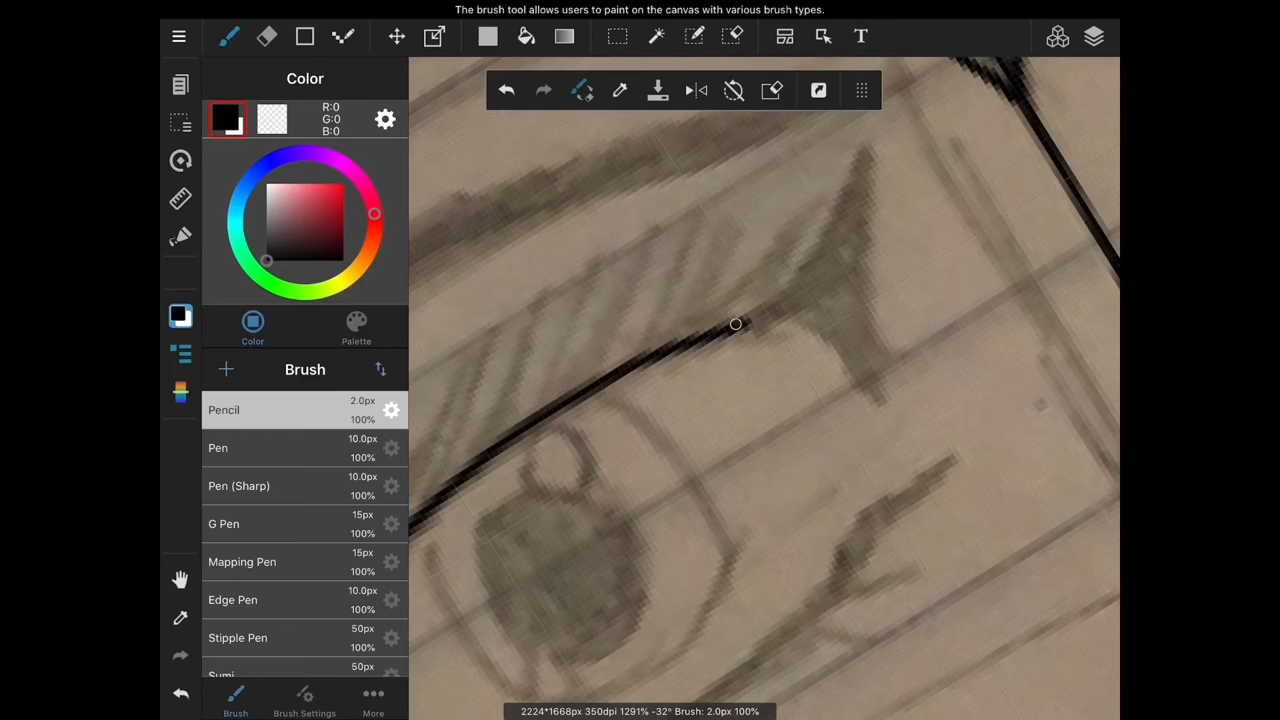 The brush tool allows users to paint on the canvas with various brush types.
T
Color
R:0
G:0
B:0
Color
Palette
Brush
Pencil 2.0px
100%
Pen 10.0px
100%
Pen (Sharp) 10.0px
100%
G Pen 15px
100%
Mapping Pen 15px
100%
Edge Pen 10.0px
100%
Stipple Pen 50px
100%
Sumi 50px
Brush
Brush Settings
More
2224*1668px 350dpi 1291% -32° Brush: 2.0px 100%